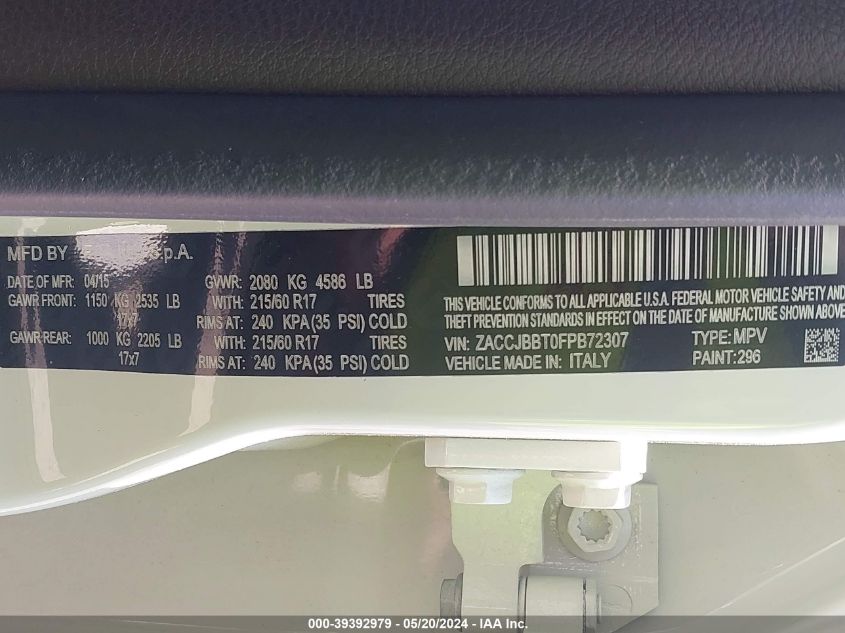 MFD BY S.p.A.
DATE OF MFR: 04/15 GVWR: 2080 KG 4586 LB
GAWR FRONT: 1150 KG 2535 LB WITH: 215/60 R17 TIRES
17x7 RIMS AT: 240 KPA(35 PSI) COLD
GAWR REAR: 1000 KG 2205 LB WITH: 215/60 R17 TIRES
17x7 RIMS AT: 240 KPA(35 PSI) COLD
THIS VEHICLE CONFORMS TO ALL APPLICABLE U.S.A. FEDERAL MOTOR VEHICLE SAFETY AND
THEFT PREVENTION STANDARDS IN EFFECT ON THE DATE OF MANUFACTURE SHOWN ABOVE
VIN: ZACCJBBT0FPB72307 TYPE: MPV
VEHICLE MADE IN: ITALY PAINT:296
000-39392979 - 05/20/2024 - IAA Inc.